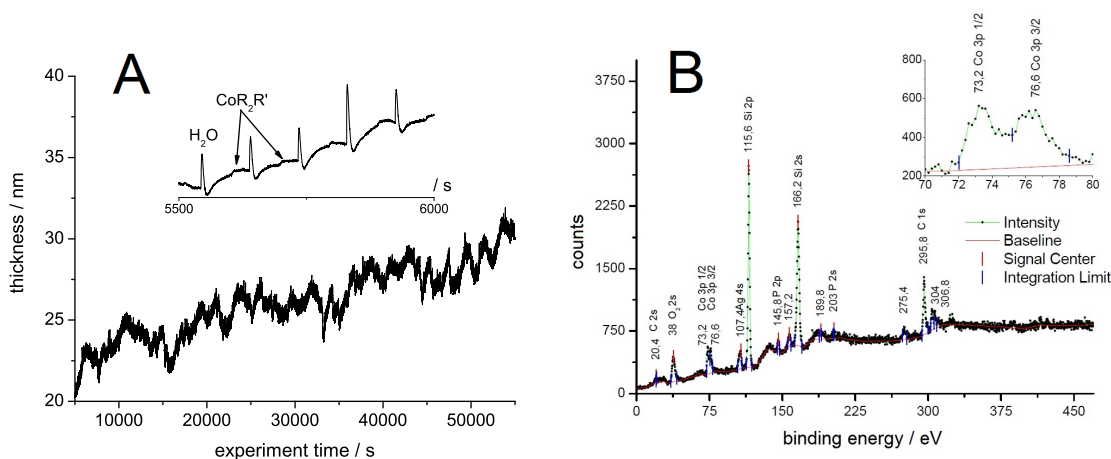 A
thickness / nm
40
35
30
25
20
10000 20000 30000 40000 50000
experiment time / s
CoR2R'
H2O
/ s
5500 6000
B
counts
3750
3000
2250
1500
750
0
0 75 150 225 300 375 450
binding energy / eV
20,4 C 2s
38 O2 2s
73,2 Co 3p 1/2
76,6 Co 3p 3/2
107,4 Ag 4s
115,6 Si 2p
145,8 P 2p
157,2
166,2 Si 2s
189,8
203 P 2s
275,4
295,8 C 1s
304
306,8
800
600
400
200
70 72 74 76 78 80
73,2 Co 3p 1/2
76,6 Co 3p 3/2
Intensity
Baseline
Signal Center
Integration Limit